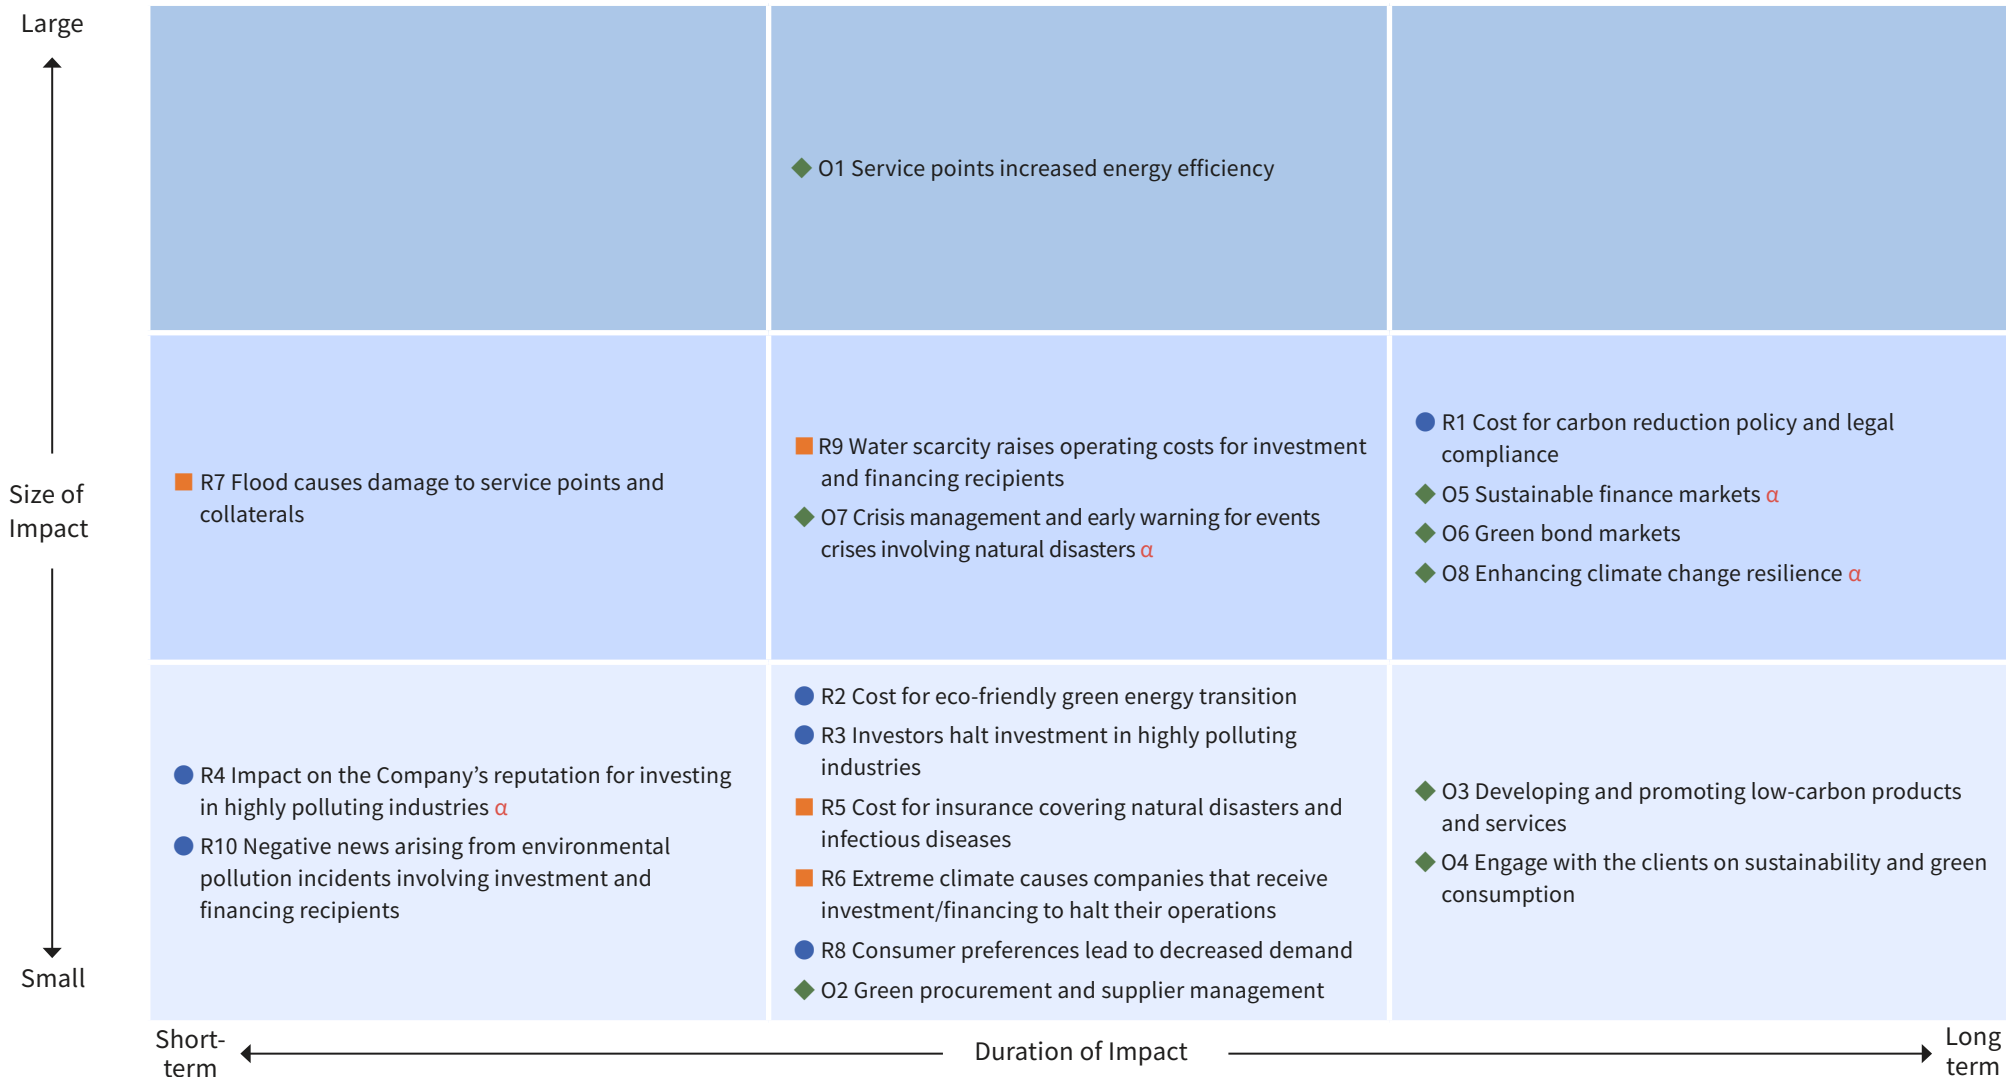 Large
O1 Service points increased energy efficiency
Size of
Impact
R7 Flood causes damage to service points and
collaterals
R9 Water scarcity raises operating costs for investment
and financing recipients
O7 Crisis management and early warning for events
crises involving natural disasters α
R1 Cost for carbon reduction policy and legal
compliance
O5 Sustainable finance markets α
O6 Green bond markets
O8 Enhancing climate change resilience α
R4 Impact on the Company’s reputation for investing
in highly polluting industries α
R10 Negative news arising from environmental
pollution incidents involving investment and
financing recipients
R2 Cost for eco-friendly green energy transition
R3 Investors halt investment in highly polluting
industries
R5 Cost for insurance covering natural disasters and
infectious diseases
R6 Extreme climate causes companies that receive
investment/financing to halt their operations
R8 Consumer preferences lead to decreased demand
O2 Green procurement and supplier management
O3 Developing and promoting low-carbon products
and services
O4 Engage with the clients on sustainability and green
consumption
Small
Short-
term
Duration of Impact
Long
term